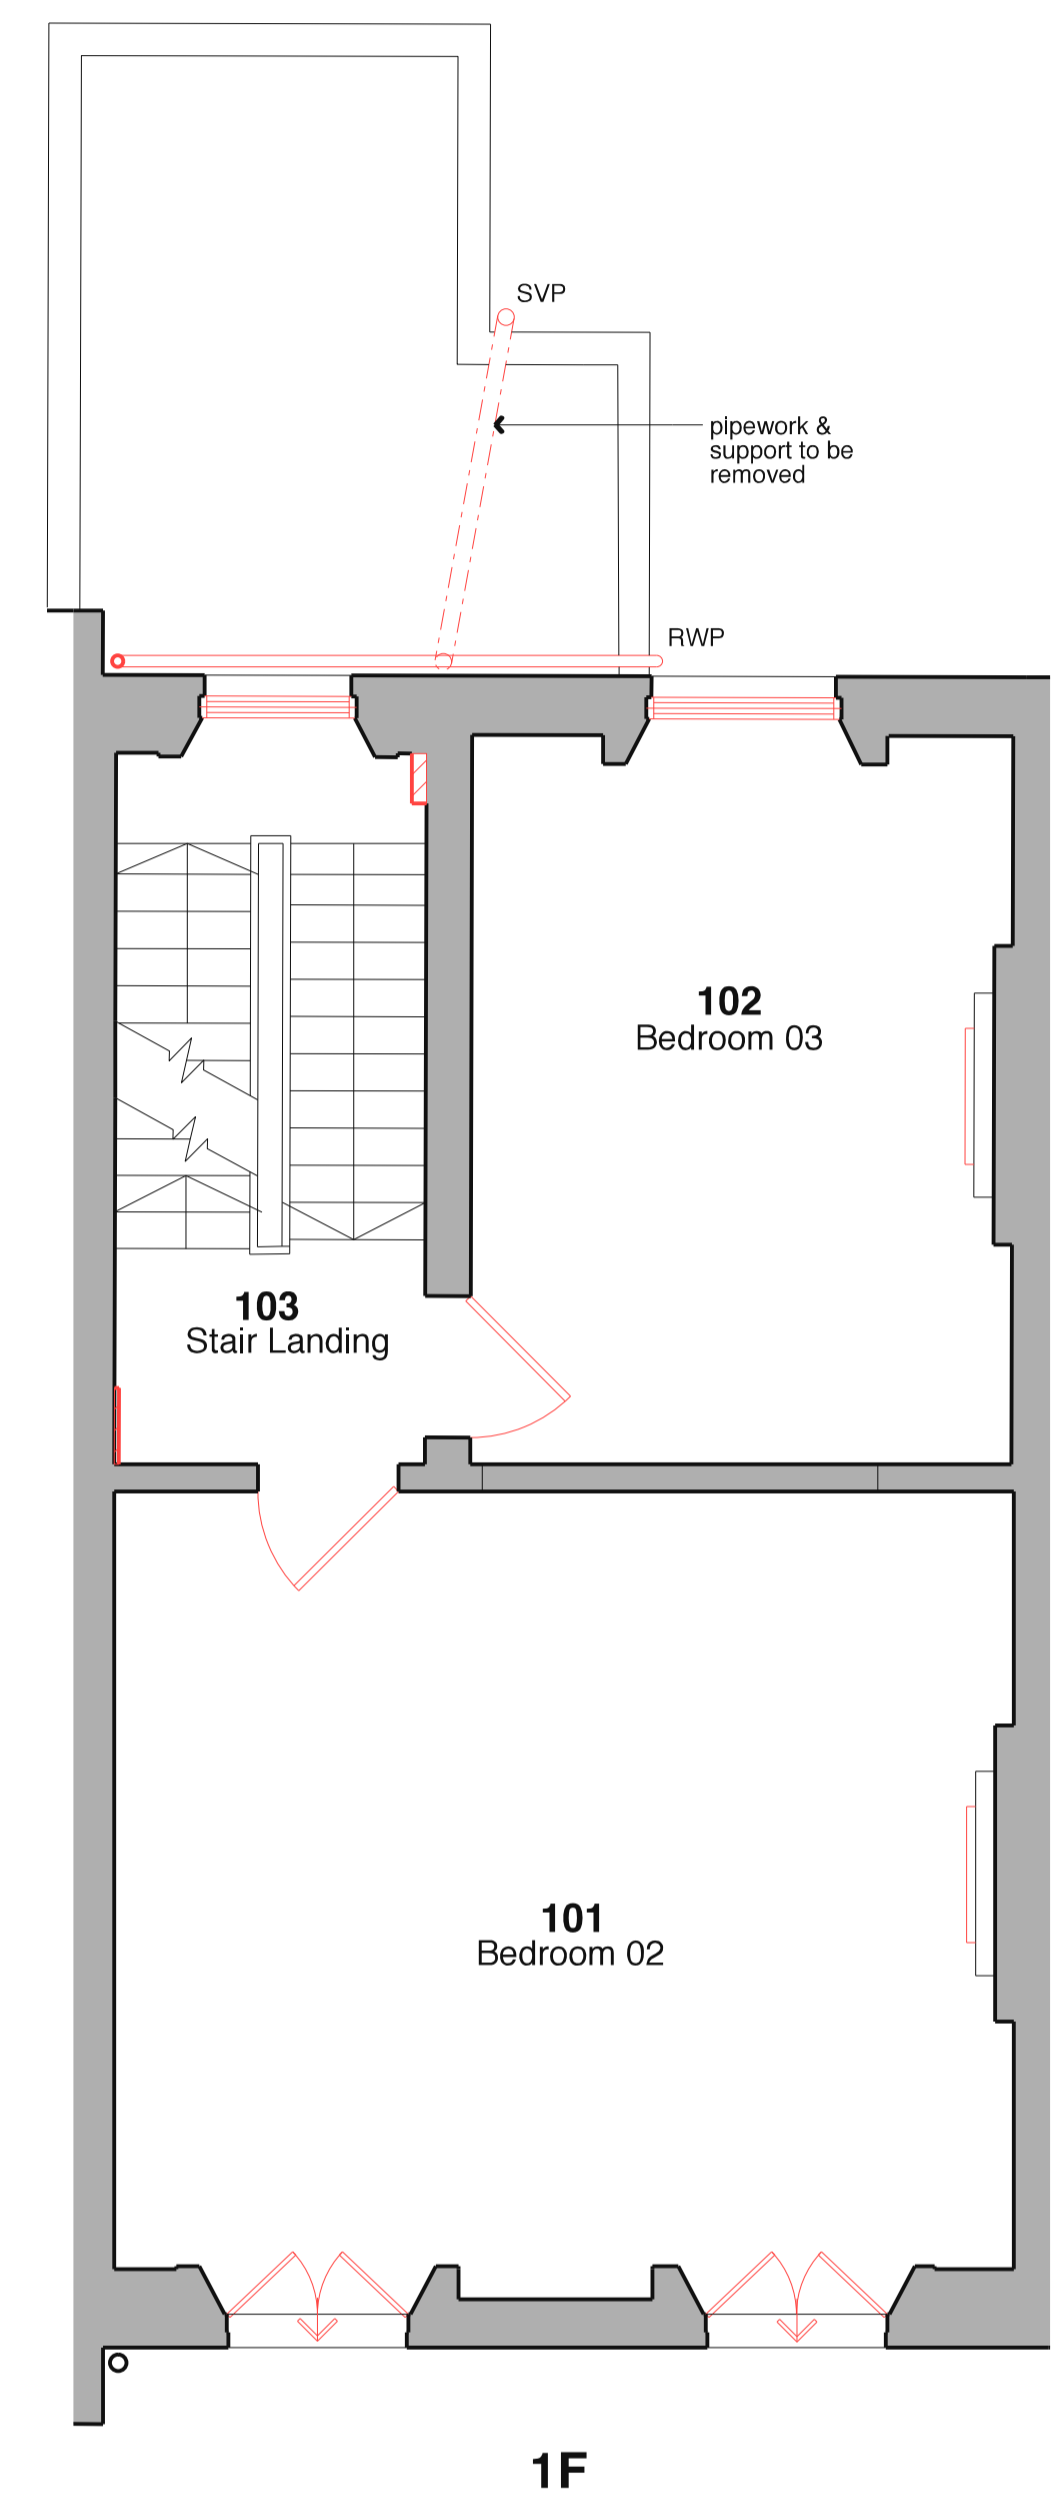 SVP
pipework &
support to be
removed
RWP
102
Bedroom 03
103
Stair Landing
101
Bedroom 02
1F